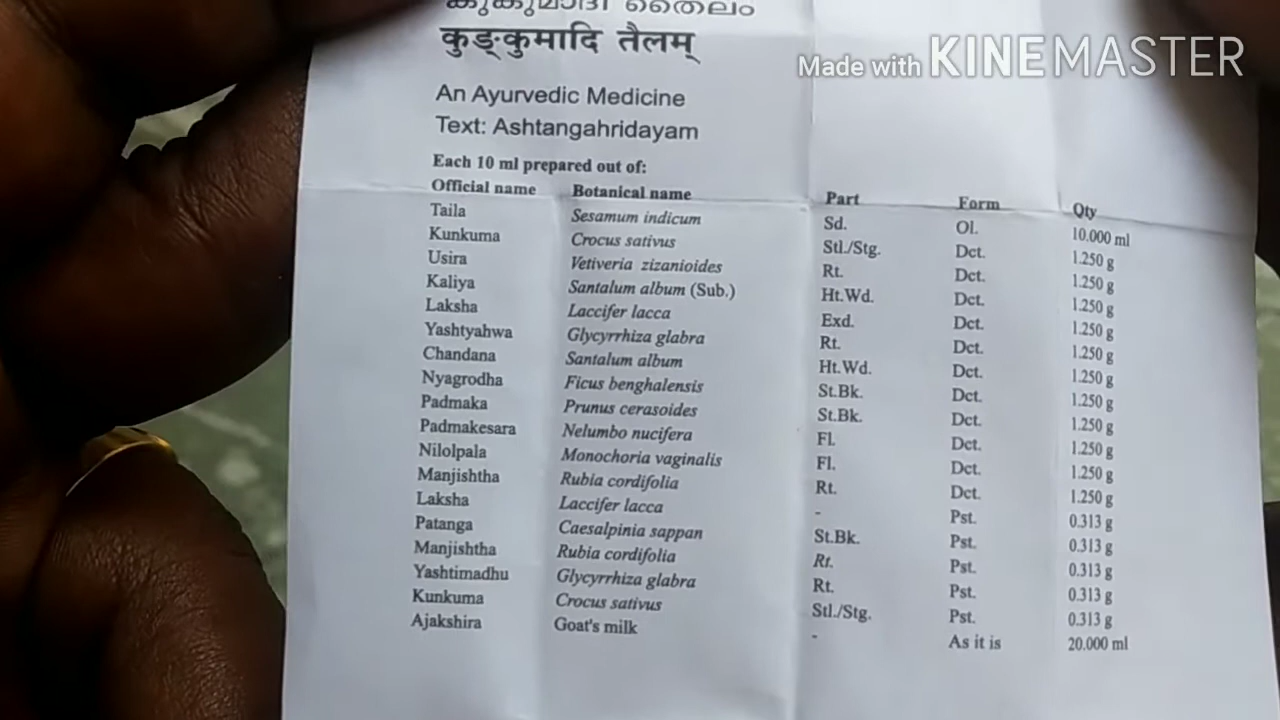 കുങ്കുമാദി തൈലം
कुङ्कुमादि तैलम्
Made with KINEMASTER
An Ayurvedic Medicine
Text: Ashtangahridayam
Each 10 ml prepared out of:
Official name Botanical name Part Form Qty
Taila Sesamum indicum Sd. Ol. 10.000 ml
Kunkuma Crocus sativus Stl./Stg. Dct. 1.250 g
Usira Vetiveria zizanioides Rt. Dct. 1.250 g
Kaliya Santalum album (Sub.) Ht.Wd. Dct. 1.250 g
Laksha Laccifer lacca Exd. Dct. 1.250 g
Yashtyahwa Glycyrrhiza glabra Rt. Dct. 1.250 g
Chandana Santalum album Ht.Wd. Dct. 1.250 g
Nyagrodha Ficus benghalensis St.Bk. Dct. 1.250 g
Padmaka Prunus cerasoides St.Bk. Dct. 1.250 g
Padmakesara Nelumbo nucifera Fl. Dct. 1.250 g
Nilolpala Monochoria vaginalis Fl. Dct. 1.250 g
Manjishtha Rubia cordifolia Rt. Dct. 1.250 g
Laksha Laccifer lacca - Pst. 0.313 g
Patanga Caesalpinia sappan St.Bk. Pst. 0.313 g
Manjishtha Rubia cordifolia Rt. Pst. 0.313 g
Yashtimadhu Glycyrrhiza glabra Rt. Pst. 0.313 g
Kunkuma Crocus sativus Stl./Stg. Pst. 0.313 g
Ajakshira Goat's milk - As it is 20.000 ml